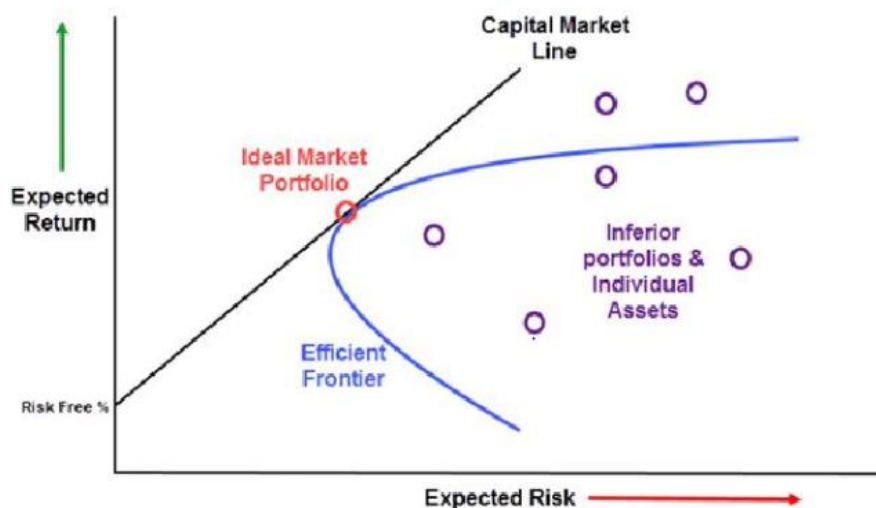 Capital Market
Line
Ideal Market
Portfolio
Expected
Return
Inferior
portfolios &
Individual
Assets
Efficient
Frontier
Risk Free %
Expected Risk